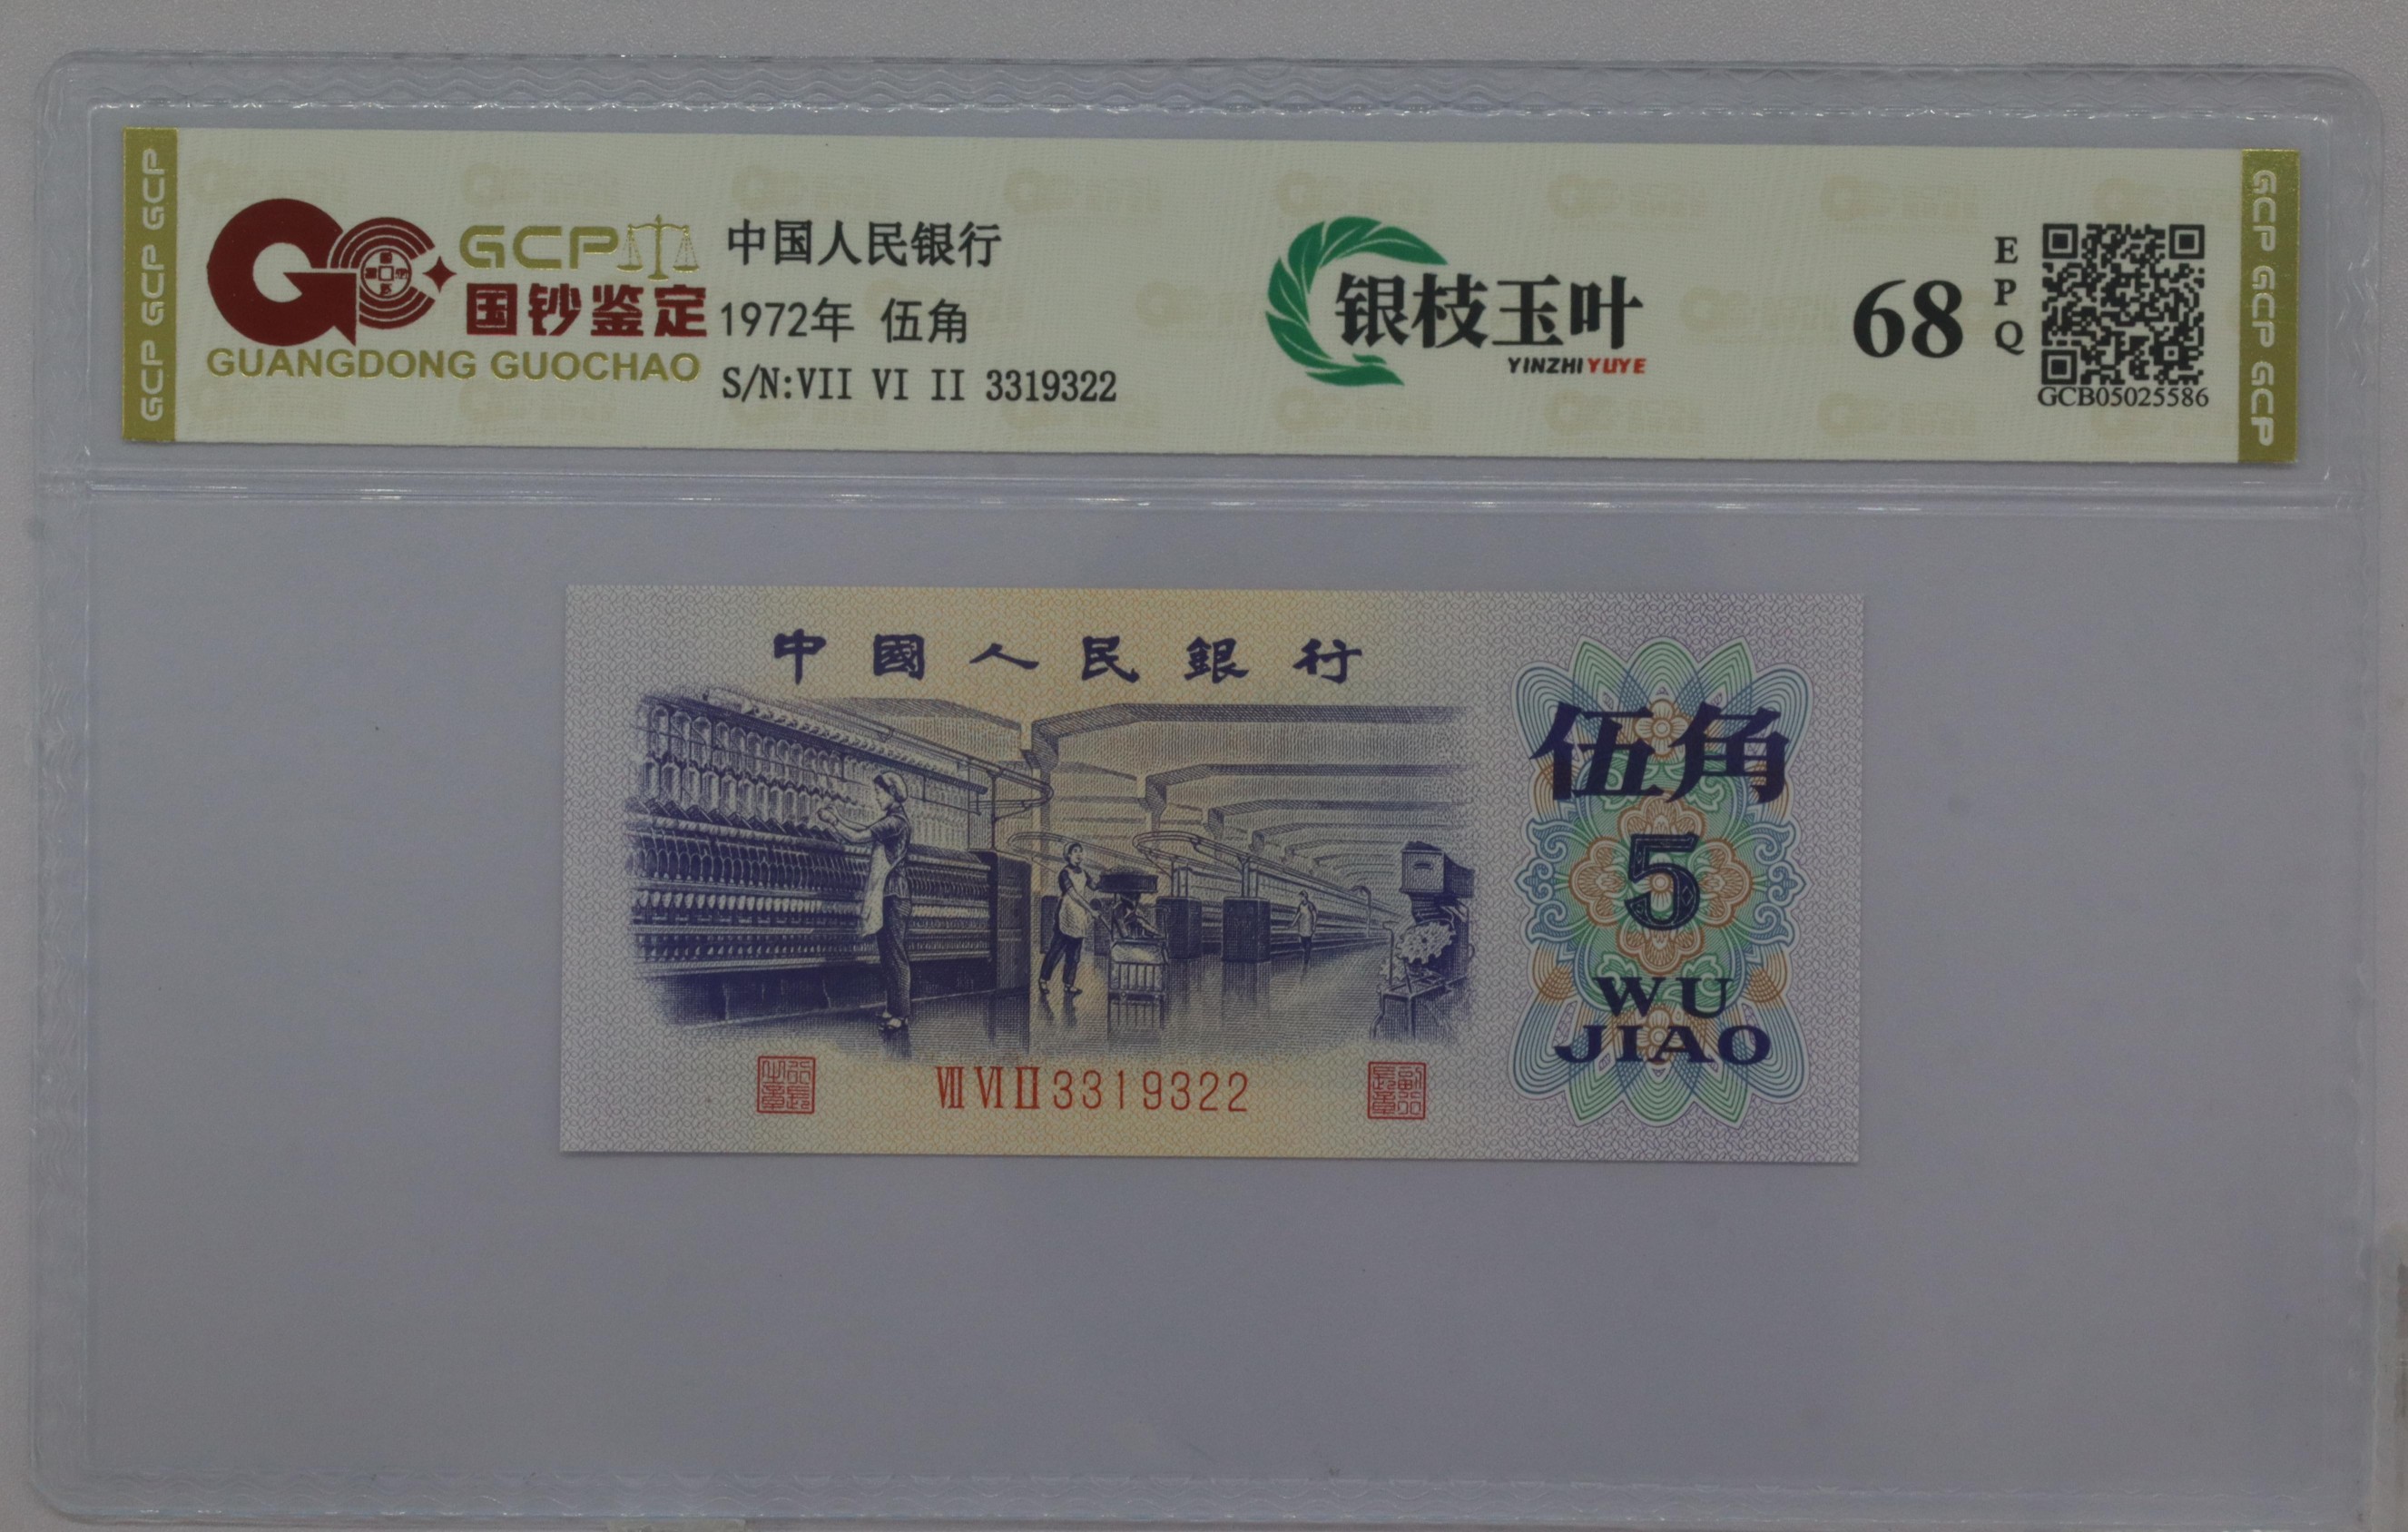 GCP GCP GCP
GCP
国钞鉴定
GUANGDONG GUOCHAO
中国人民银行
1972年 伍角
S/N:VII VI II 3319322
银枝玉叶
YINZHIYUYE
68
EPQ
GCB05025586
GCP GCP GCP
中國人民銀行
伍角
5
WU
JIAO
VII VI II 3319322